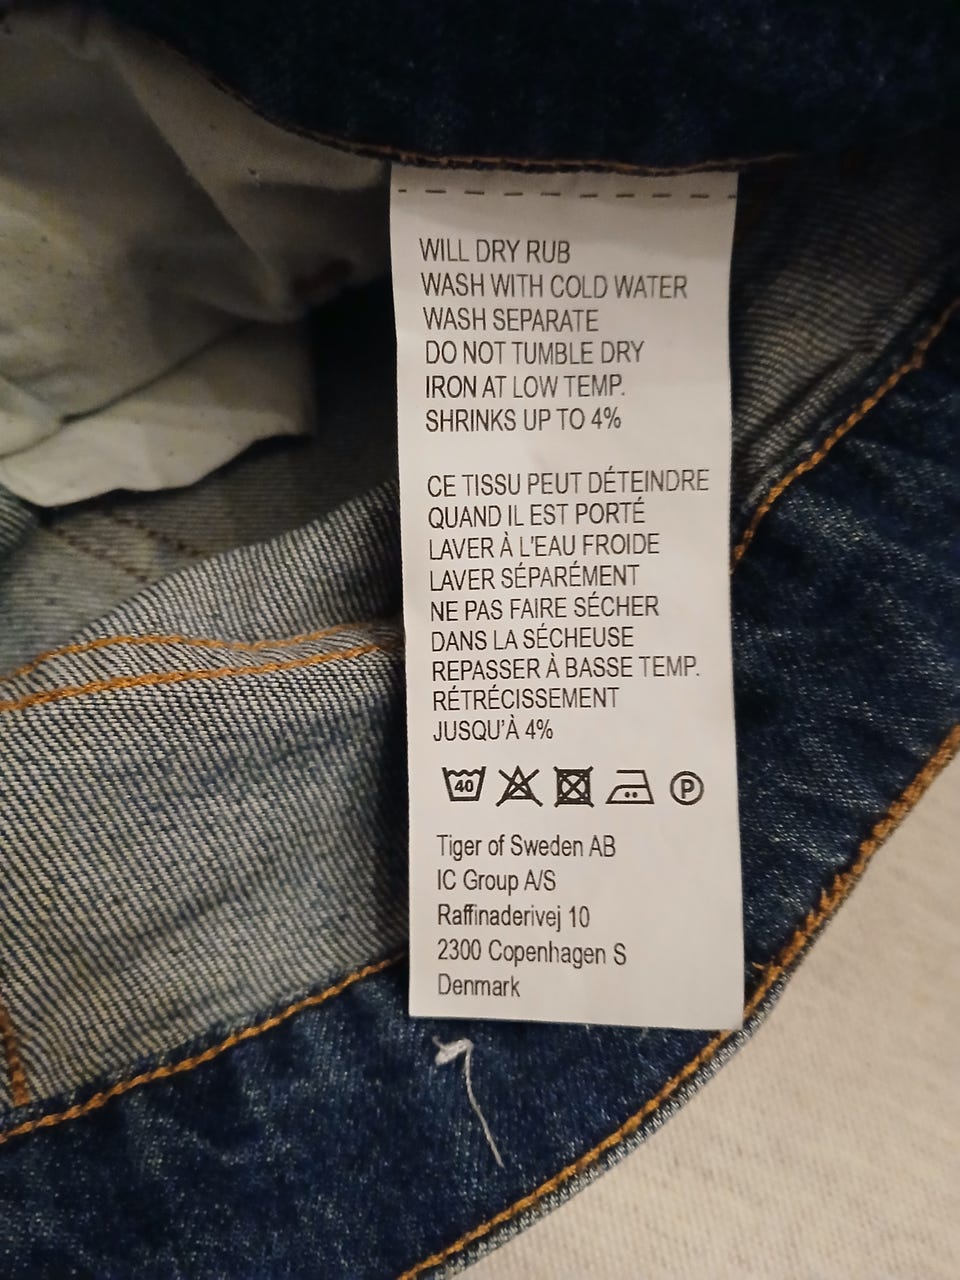 WILL DRY RUB
WASH WITH COLD WATER
WASH SEPARATE
DO NOT TUMBLE DRY
IRON AT LOW TEMP.
SHRINKS UP TO 4%
CE TISSU PEUT DÉTEINDRE
QUAND IL EST PORTÉ
LAVER À L'EAU FROIDE
LAVER SÉPARÉMENT
NE PAS FAIRE SÉCHER
DANS LA SÉCHEUSE
REPASSER À BASSE TEMP.
RÉTRÉCISSEMENT
JUSQU'À 4%
40 P
Tiger of Sweden AB
IC Group A/S
Raffinaderivej 10
2300 Copenhagen S
Denmark